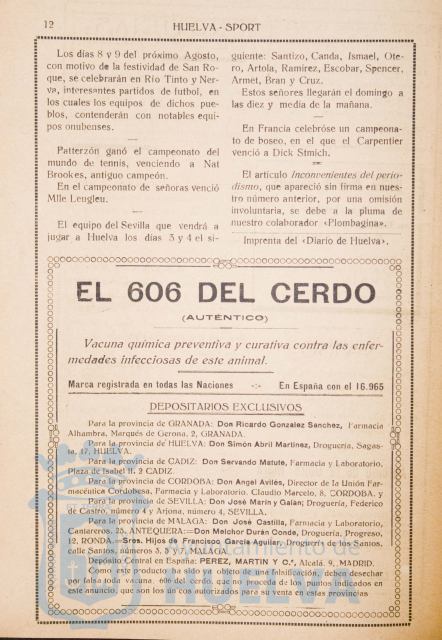 12
HUELVA - SPORT
Los días 8 y 9 del próximo Agosto,
con motivo de la festividad de San Ro-
que, se celebrarán en Río Tinto y Ner-
va, interesantes partidos de futbol, en
los cuales los equipos de dichos pue-
blos, contenderán con notables equi-
pos onubenses.
Patterzón ganó el campeonato del
mundo de tennis, venciendo a Nat
Brookes, antiguo campeón.
En el campeonato de señoras venció
Mlle Leugleu.
El equipo del Sevilla que vendrá a
jugar a Huelva los días 3 y 4 el si-
guiente: Santizo, Canda, Ismael, Ote-
ro, Artola, Ramirez, Escobar, Spencer,
Armet, Bran y Cruz.
Estos señores llegarán el domingo a
las diez y media de la mañana.
En Francia celebróse un campeona-
to de boseo, en el que el Carpentier
venció a Dick Stmich.
El artículo Inconvenientes del perio-
dismo, que apareció sin firma en nues-
tro número anterior, por una omisión
involuntaria, se debe a la pluma de
nuestro colaborador «Plombagina».
Imprenta del «Diario de Huelva».
EL 606 DEL CERDO
(AUTÉNTICO)
Vacuna química preventiva y curativa contra las enfer-
medades infecciosas de este animal.
Marca registrada en todas las Naciones -:- En España con el 16.965
DEPOSITARIOS EXCLUSIVOS
Para la provincia de GRANADA: Don Ricardo González Sánchez, Farmacia
Alhambra, Marqués de Gerona, 2, GRANADA.
Para la provincia de HUELVA: Don Simón Abril Martínez, Droguería, Sagas-
ta, 17, HUELVA.
Para la provincia de CADIZ: Don Servando Matute, Farmacia y Laboratorio,
Plaza de Isabel II, 2 CADIZ.
Para la provincia de CORDOBA: Don Angel Avilés, Director de la Unión Far-
macéutica Cordobesa, Farmacia y Laboratorio. Claudio Marcelo, 8, CORDOBA. y
Para la provincia de SEVILLA: Don José Marín y Galán; Droguería, Federico
de Castro, número 4 y Arjona, número 4, SEVILLA.
Para la provincia de MALAGA: Don José Castilla, Farmacia y Laboratorio,
Cantareros, 25, ANTEQUERA.=Don Melchor Durán Conde, Droguería, Progreso,
12, RONDA.=Sres. Hijos de Francisco García Aguilar, Droguería de los Santos,
calle Santos, números 3, 5 y 7, MALAGA.
Depósito Central en España: PEREZ, MARTIN Y C.ª, Alcalá. 9., MADRID.
Como este producto ha sido ya objeto de una falsificación, deben desechar
por falsa toda vacuna, 606 del cerdo, que no proceda de los puntos indicados en
este anuncio, que son los únicos autorizados para su venta en estas provincias
Ayuntamiento de
HUELVA